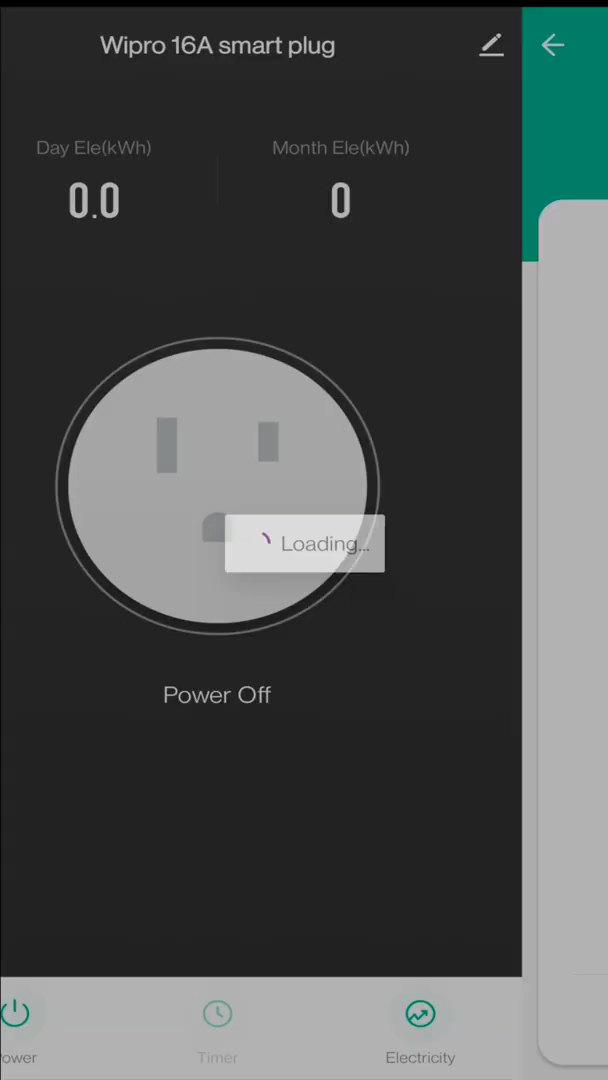 Wipro 16A smart plug
Day Ele(kWh)
Month Ele(kWh)
0.0
0
Loading...
Power Off
ower
Timer
Electricity